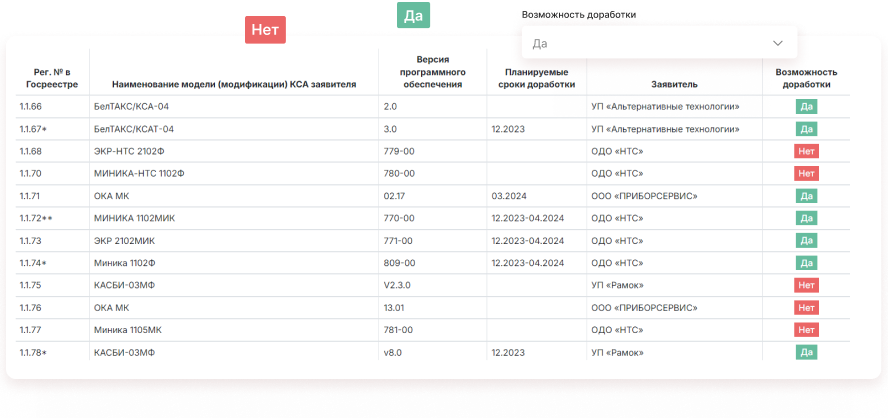 Возможность доработки
Да
Нет
Да
Рег. № в Госреестре Наименование модели (модификации) КСА заявителя Версия программного обеспечения Планируемые сроки доработки Заявитель Возможность доработки
1.1.66 БелТАКС/КСА-04 2.0 УП «Альтернативные технологии» Да
1.1.67* БелТАКС/КСАТ-04 3.0 12.2023 УП «Альтернативные технологии» Да
1.1.68 ЭКР-НТС 2102Ф 779-00 ОДО «НТС» Нет
1.1.70 МИНИКА-НТС 1102Ф 780-00 ОДО «НТС» Нет
1.1.71 ОКА МК 02.17 03.2024 ООО «ПРИБОРСЕРВИС» Да
1.1.72** МИНИКА 1102МИК 770-00 12.2023-04.2024 ОДО «НТС» Да
1.1.73 ЭКР 2102МИК 771-00 12.2023-04.2024 ОДО «НТС» Да
1.1.74* Миника 1102Ф 809-00 12.2023-04.2024 ОДО «НТС» Да
1.1.75 КАСБИ-03МФ V2.3.0 УП «Рамок» Нет
1.1.76 ОКА МК 13.01 ООО «ПРИБОРСЕРВИС» Нет
1.1.77 Миника 1105МК 781-00 ОДО «НТС» Нет
1.1.78* КАСБИ-03МФ v8.0 12.2023 УП «Рамок» Да